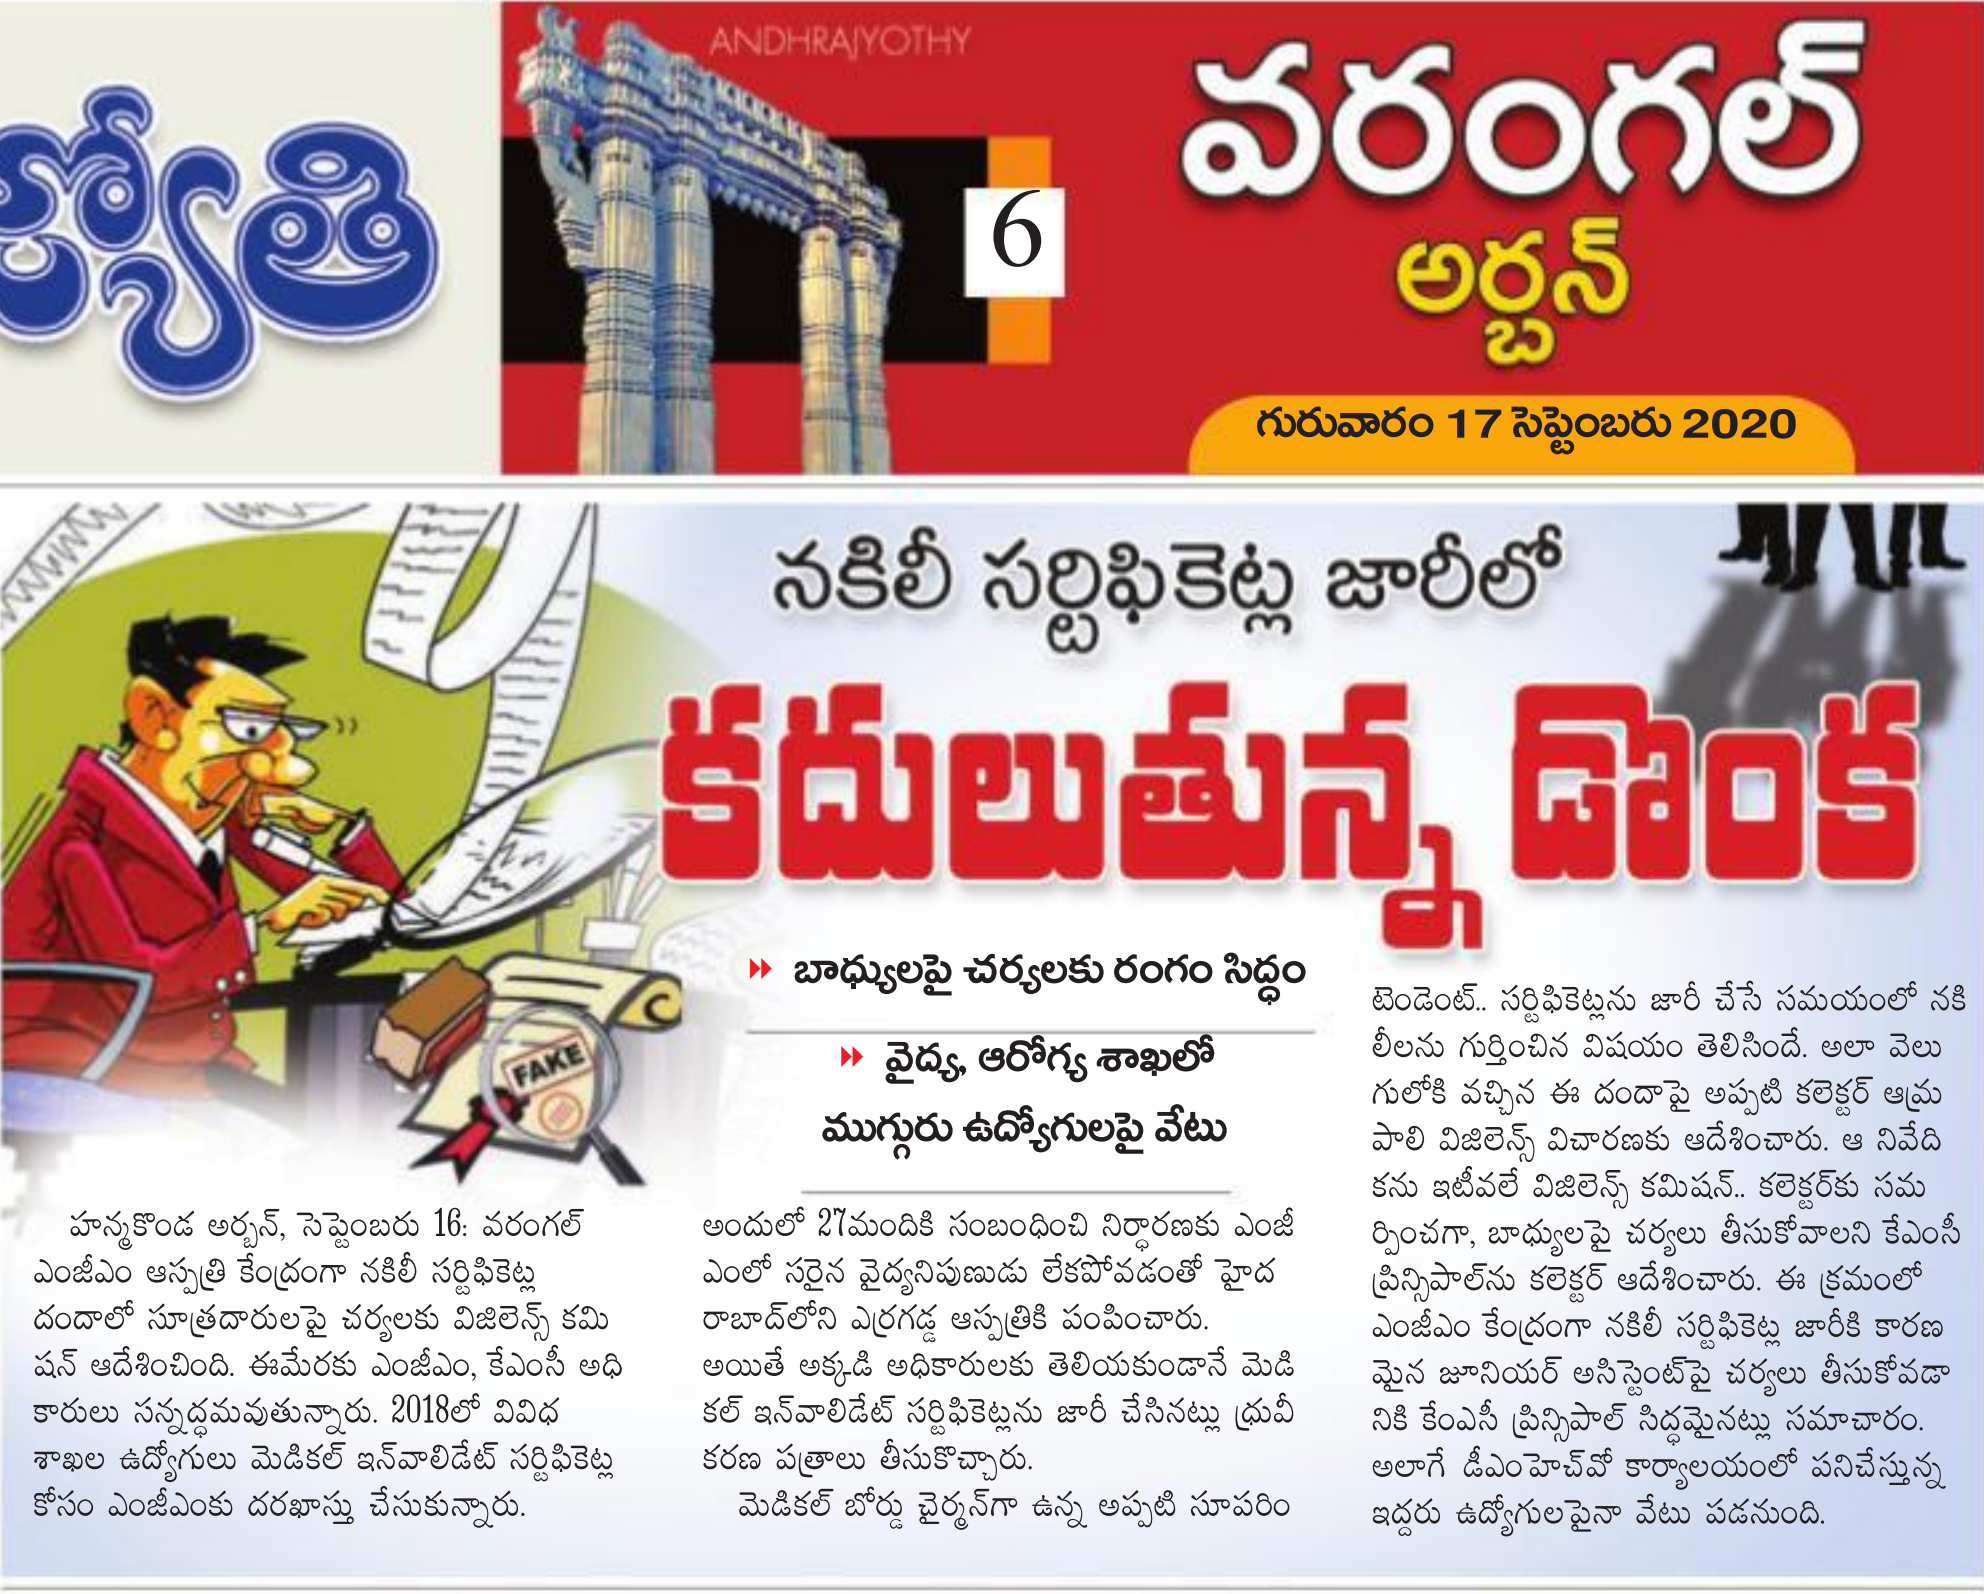 జ్యోతి
ANDHRAJYOTHY
6
వరంగల్
అర్బన్
గురువారం 17 సెప్టెంబరు 2020
నకిలీ సర్టిఫికెట్ల జారీలో
కదులుతున్న డొంక
FAKE
బాధ్యులపై చర్యలకు రంగం సిద్ధం
వైద్య, ఆరోగ్య శాఖలో
ముగ్గురు ఉద్యోగులపై వేటు
హన్మకొండ అర్బన్, సెప్టెంబరు 16: వరంగల్
ఎంజీఎం ఆస్పత్రి కేంద్రంగా నకిలీ సర్టిఫికెట్ల
దందాలో సూత్రదారులపై చర్యలకు విజిలెన్స్ కమి
షన్ ఆదేశించింది. ఈమేరకు ఎంజీఎం, కేఎంసీ అధి
కారులు సన్నద్ధమవుతున్నారు. 2018లో వివిధ
శాఖల ఉద్యోగులు మెడికల్ ఇన్‌వాలిడేట్ సర్టిఫికెట్ల
కోసం ఎంజీఎంకు దరఖాస్తు చేసుకున్నారు.
అందులో 27మందికి సంబంధించి నిర్ధారణకు ఎంజీ
ఎంలో సరైన వైద్యనిపుణుడు లేకపోవడంతో హైద
రాబాద్‌లోని ఎర్రగడ్డ ఆస్పత్రికి పంపించారు.
అయితే అక్కడి అధికారులకు తెలియకుండానే మెడి
కల్ ఇన్‌వాలిడేట్ సర్టిఫికెట్లను జారీ చేసినట్లు ధ్రువీ
కరణ పత్రాలు తీసుకొచ్చారు.
మెడికల్ బోర్డు చైర్మన్‌గా ఉన్న అప్పటి సూపరిం
టెండెంట్.. సర్టిఫికెట్లను జారీ చేసే సమయంలో నకి
లీలను గుర్తించిన విషయం తెలిసిందే. అలా వెలు
గులోకి వచ్చిన ఈ దందాపై అప్పటి కలెక్టర్ ఆమ్ర
పాలి విజిలెన్స్ విచారణకు ఆదేశించారు. ఆ నివేది
కను ఇటీవలే విజిలెన్స్ కమిషన్.. కలెక్టర్‌కు సమ
ర్పించగా, బాధ్యులపై చర్యలు తీసుకోవాలని కేఎంసీ
ప్రిన్సిపాల్‌ను కలెక్టర్ ఆదేశించారు. ఈ క్రమంలో
ఎంజీఎం కేంద్రంగా నకిలీ సర్టిఫికెట్ల జారీకి కారణ
మైన జూనియర్ అసిస్టెంట్‌పై చర్యలు తీసుకోవడా
నికి కేంఎసీ ప్రిన్సిపాల్ సిద్ధమైనట్లు సమాచారం.
అలాగే డీఎంహెచ్‌వో కార్యాలయంలో పనిచేస్తున్న
ఇద్దరు ఉద్యోగులపైనా వేటు పడనుంది.